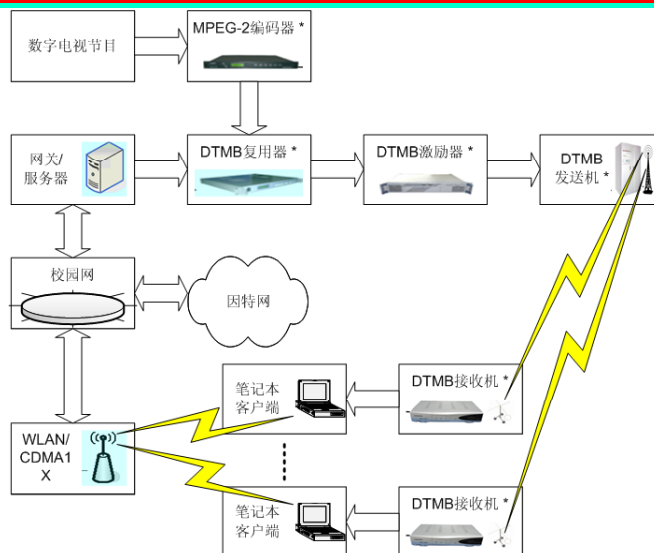 数字电视节目
MPEG-2编码器 *
网关/
服务器
DTMB复用器 *
DTMB激励器 *
DTMB
发送机 *
校园网
因特网
笔记本
客户端
DTMB接收机 *
WLAN/
CDMA1
X
笔记本
客户端
DTMB接收机 *